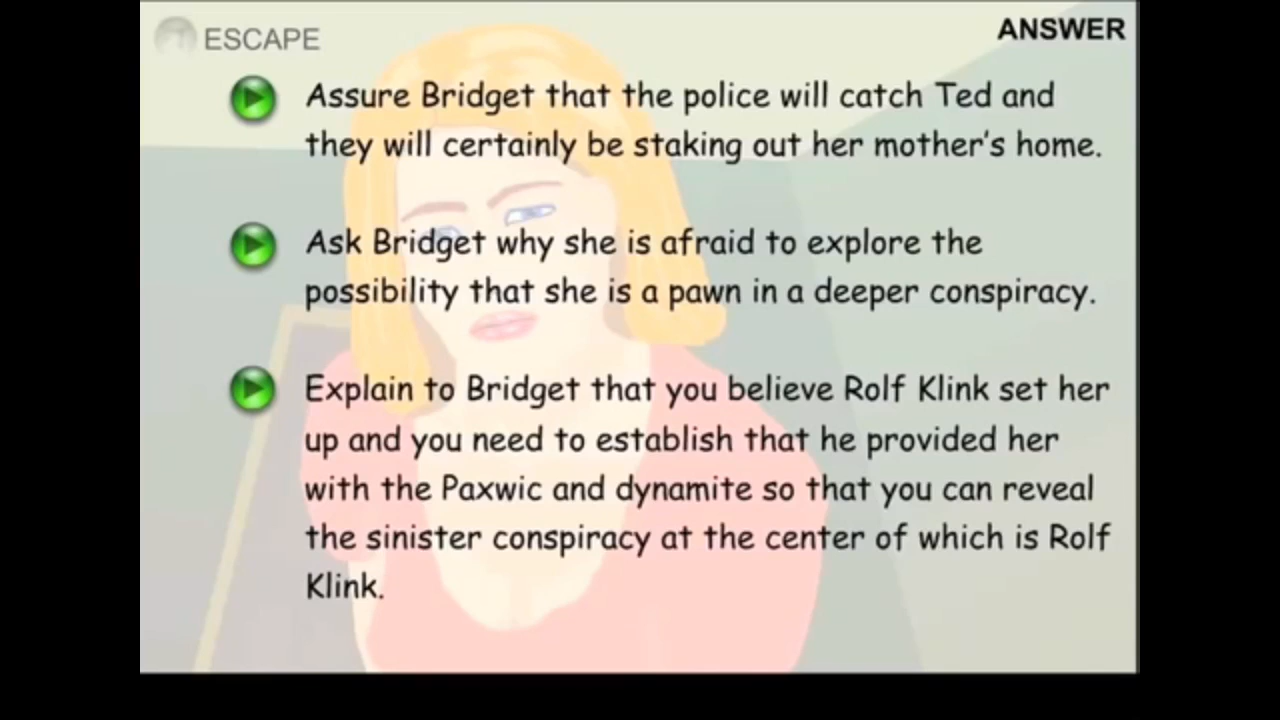 ESCAPE
ANSWER
Assure Bridget that the police will catch Ted and
they will certainly be staking out her mother's home.
Ask Bridget why she is afraid to explore the
possibility that she is a pawn in a deeper conspiracy.
Explain to Bridget that you believe Rolf Klink set her
up and you need to establish that he provided her
with the Paxwic and dynamite so that you can reveal
the sinister conspiracy at the center of which is Rolf
Klink.